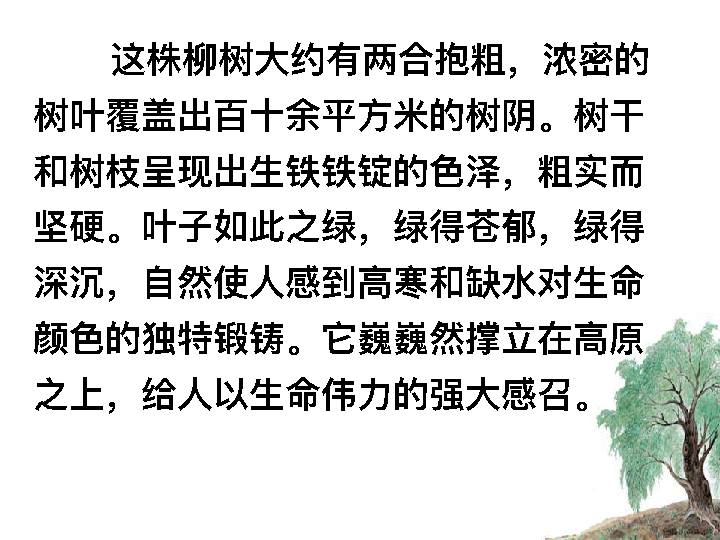 这株柳树大约有两合抱粗，浓密的
树叶覆盖出百十余平方米的树阴。树干
和树枝呈现出生铁铁锭的色泽，粗实而
坚硬。叶子如此之绿，绿得苍郁，绿得
深沉，自然使人感到高寒和缺水对生命
颜色的独特锻铸。它巍巍然撑立在高原
之上，给人以生命伟力的强大感召。